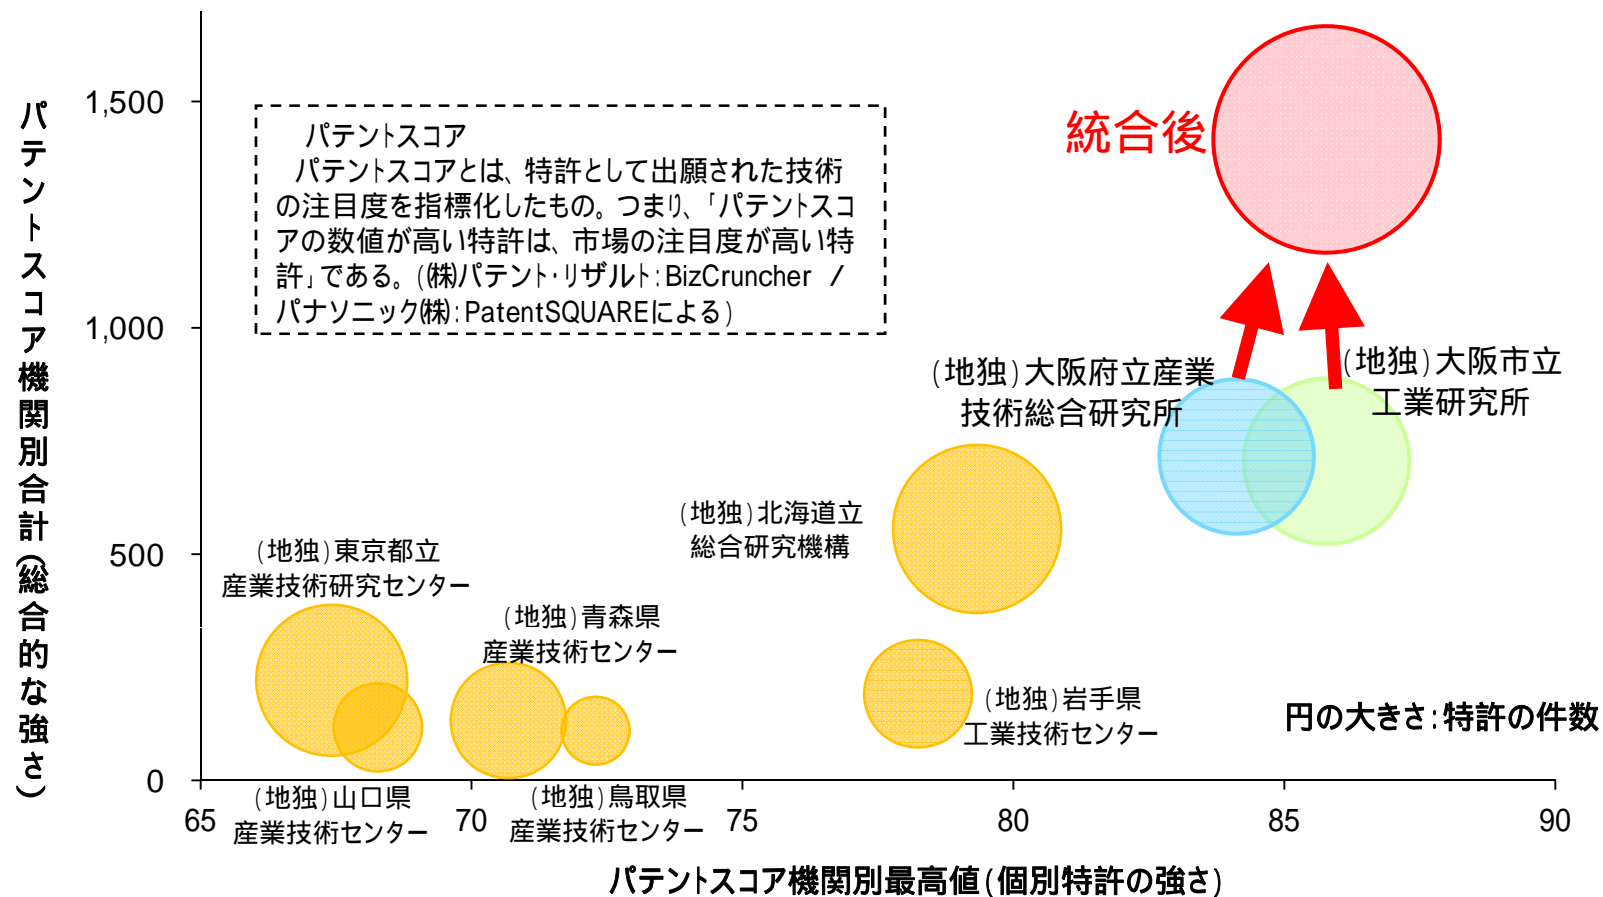 パテントスコア機関別合計(総合的な強さ)
1,500
1,000
500
0
パテントスコア
パテントスコアとは、特許として出願された技術
の注目度を指標化したもの。つまり、「パテントスコ
アの数値が高い特許は、市場の注目度が高い特
許」である。((株)パテント・リザルト:BizCruncher /
パナソニック(株):PatentSQUAREによる)
統合後
(地独)大阪府立産業
技術総合研究所
(地独)大阪市立
工業研究所
(地独)北海道立
総合研究機構
(地独)東京都立
産業技術研究センター
(地独)青森県
産業技術センター
(地独)岩手県
工業技術センター
円の大きさ:特許の件数
(地独)山口県
産業技術センター
(地独)鳥取県
産業技術センター
65
70
75
80
85
90
パテントスコア機関別最高値(個別特許の強さ)